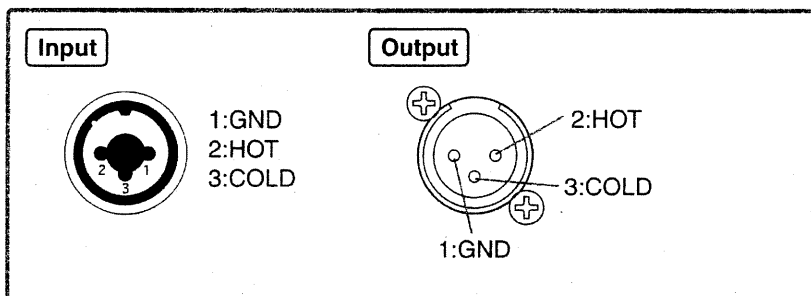 Input
1:GND
2:HOT
3:COLD
2 1
3
Output
2:HOT
3:COLD
1:GND